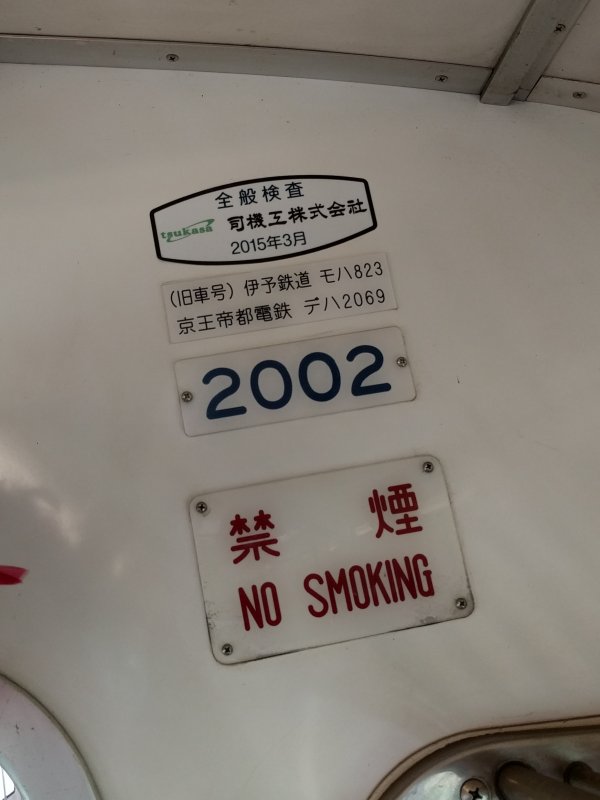 全般検査
tsukasa 司機工株式会社
2015年3月
(旧車号) 伊予鉄道 モハ823
京王帝都電鉄 デハ2069
2002
禁煙
NO SMOKING